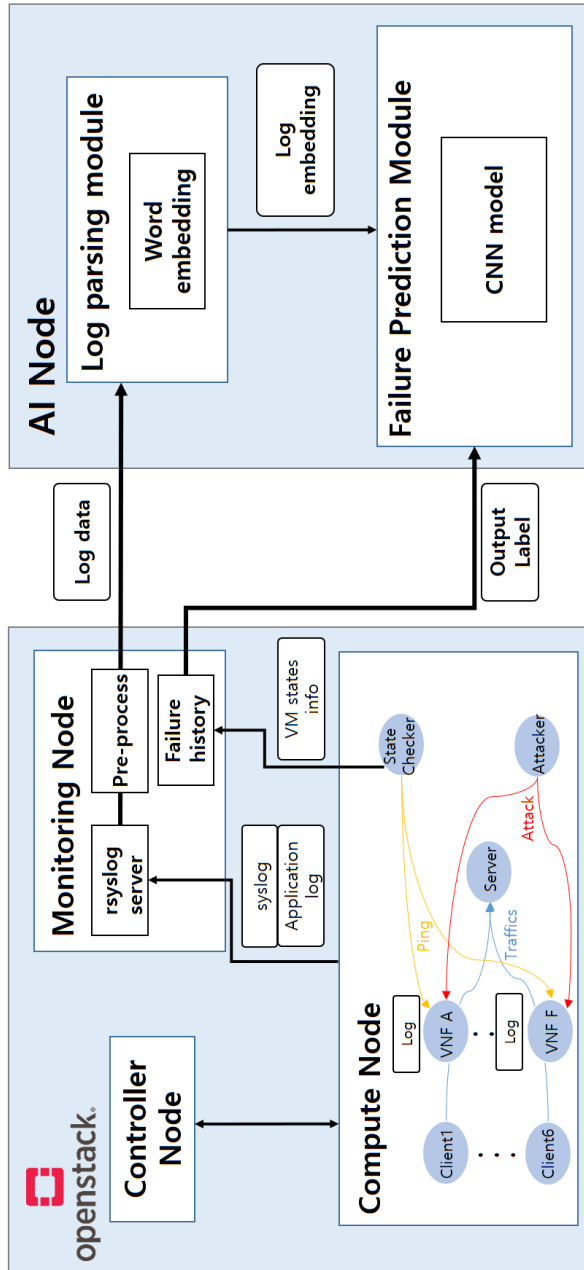 openstack.
Controller
Node
Monitoring Node
rsyslog
server
Pre-process
Failure
history
syslog
Application
log
VM states
info
Compute Node
Log
VNF A
Log
VNF F
Client1
Client6
Ping
Traffics
Server
State
Checker
Attack
Attacker
Log data
Output
Label
AI Node
Log parsing module
Word
embedding
Log
embedding
Failure Prediction Module
CNN model